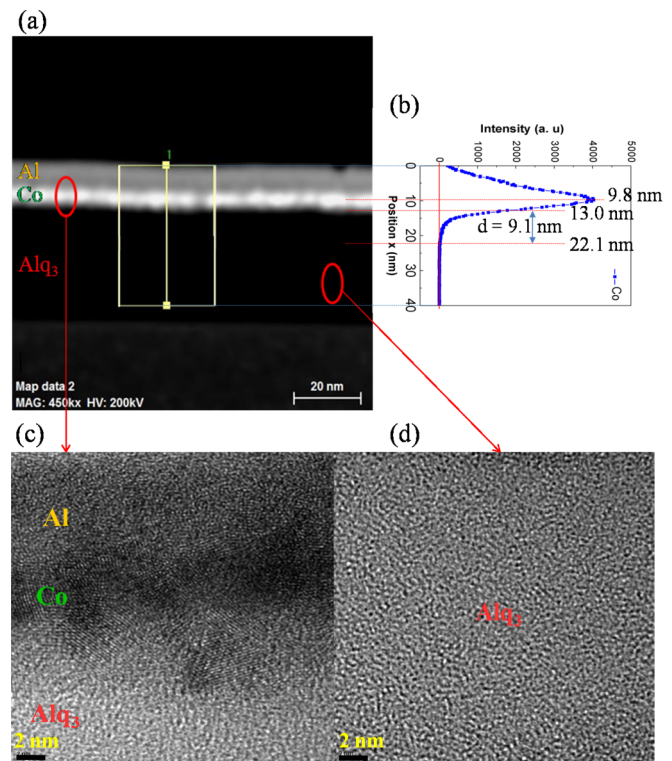 (a)
Al
Co
Alq3
1
Map data 2
MAG: 450kx HV: 200kV
20 nm
(b)
Intensity (a. u)
0
1000
2000
3000
4000
5000
Position x (nm)
0
10
20
30
40
9.8 nm
13.0 nm
d = 9.1 nm
22.1 nm
Co
(c)
Al
Co
Alq3
2 nm
(d)
Alq3
2 nm